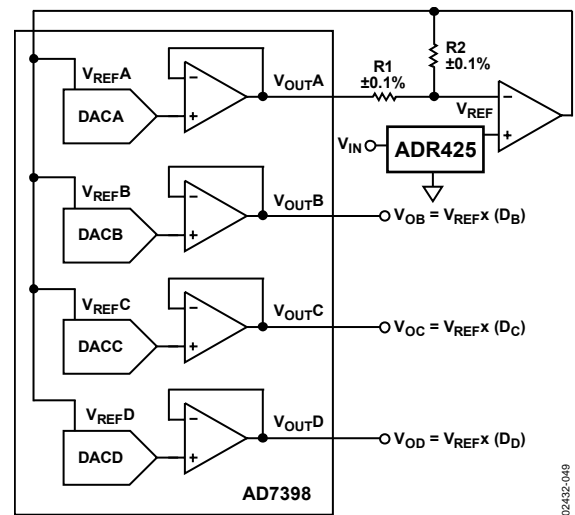 R2
±0.1%
R1
±0.1%
VREFA
VOUTA
DACA
−
+
VREF
−
+
VIN
ADR425
VREFB
VOUTB
DACB
−
+
VOB = VREF x (DB)
VREFC
VOUTC
DACC
−
+
VOC = VREF x (DC)
VREFD
VOUTD
DACD
−
+
VOD = VREF x (DD)
AD7398
02432-049